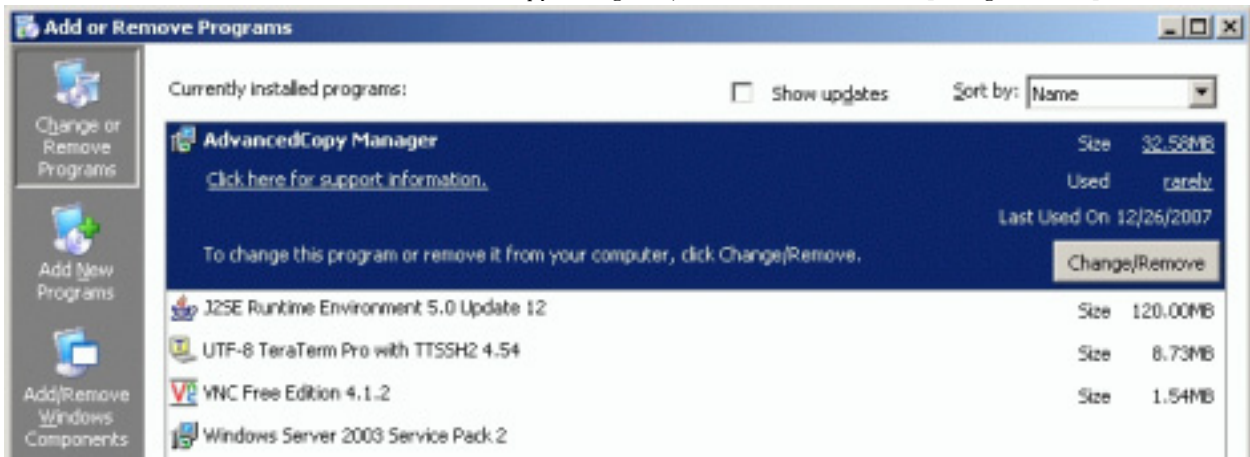 Add or Remove Programs
Change or
Remove
Programs
Currently installed programs:
Show updates
Sort by: Name
AdvancedCopy Manager
Size 32.58MB
Click here for support information.
Used rarely
Last Used On 12/26/2007
To change this program or remove it from your computer, click Change/Remove.
Change/Remove
Add New
Programs
J2SE Runtime Environment 5.0 Update 12
Size 120.00MB
UTF-8 TeraTerm Pro with TTSSH2 4.54
Size 8.73MB
VNC Free Edition 4.1.2
Size 1.54MB
Add/Remove
Windows
Components
Windows Server 2003 Service Pack 2